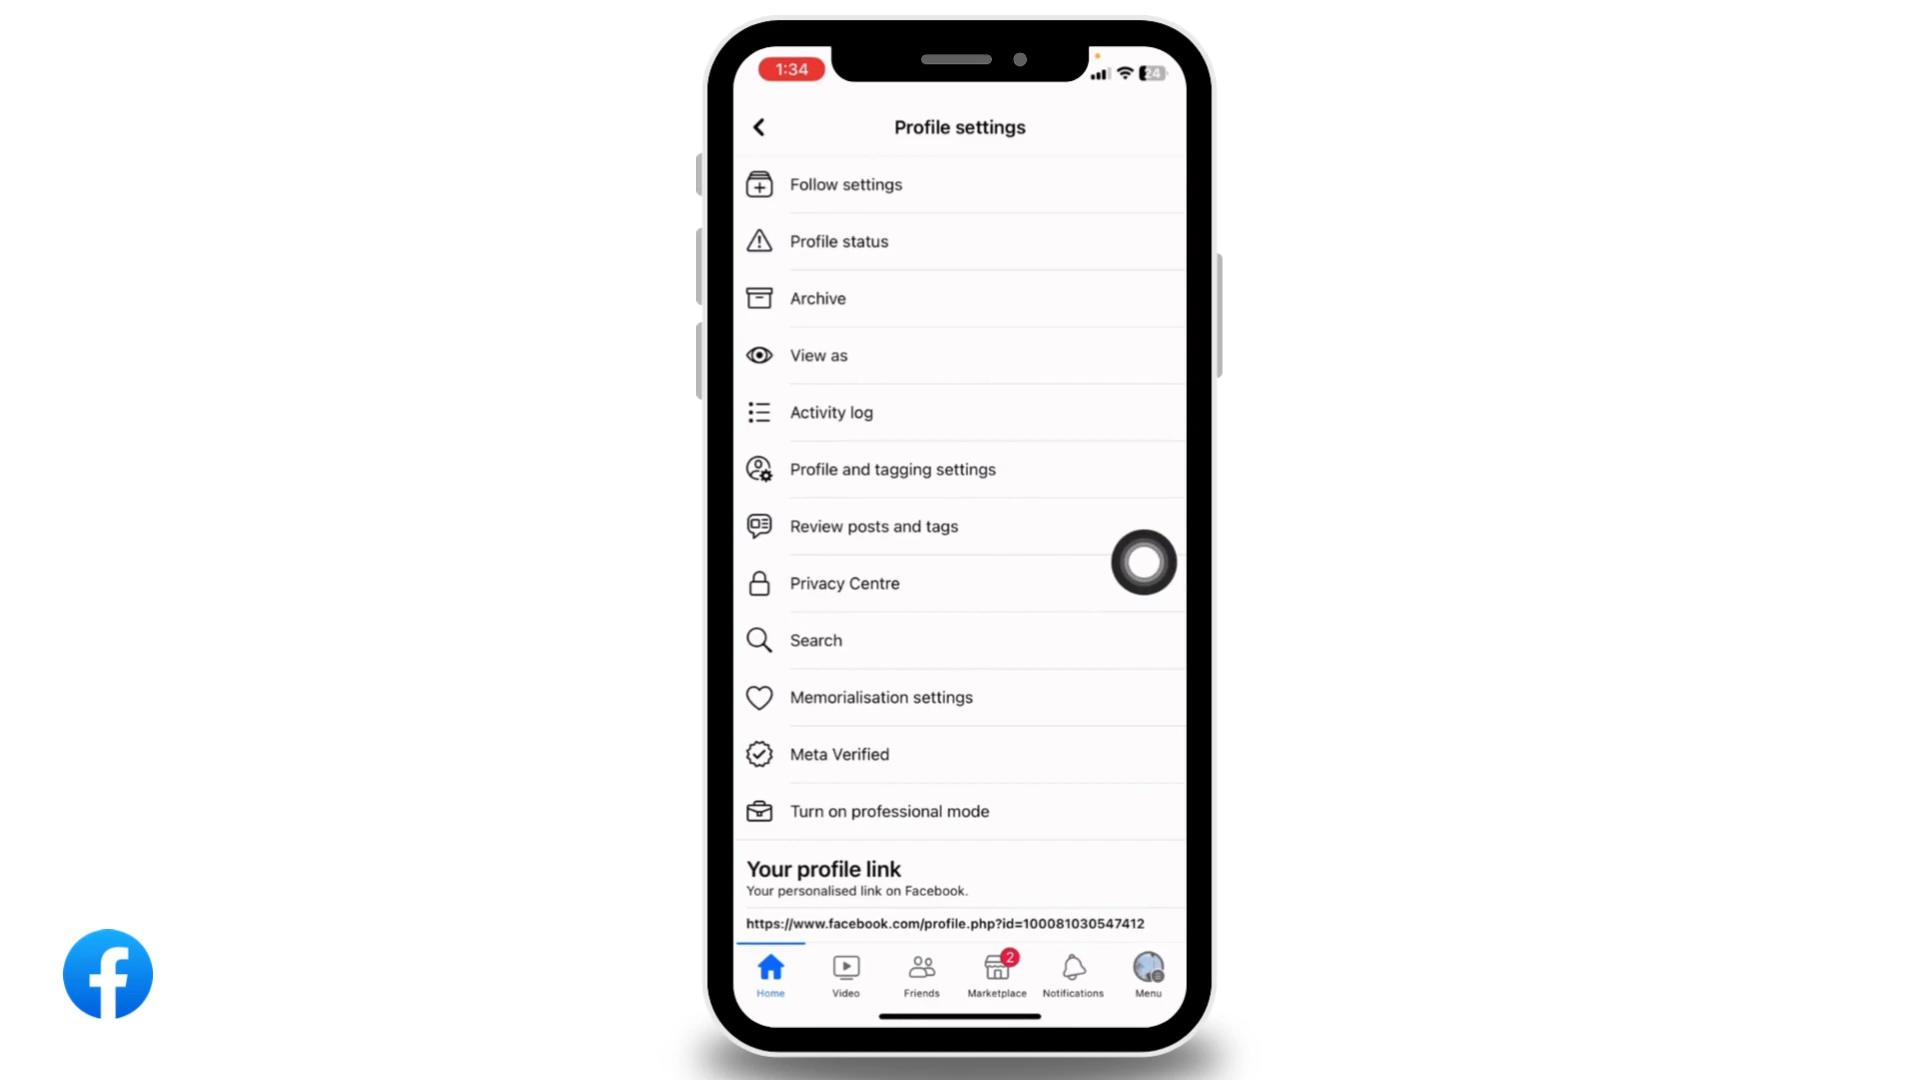 1:34
24
Profile settings
Follow settings
Profile status
Archive
View as
Activity log
Profile and tagging settings
Review posts and tags
Privacy Centre
Search
Memorialisation settings
Meta Verified
Turn on professional mode
Your profile link
Your personalised link on Facebook.
https://www.facebook.com/profile.php?id=100081030547412
2
Home Video Friends Marketplace Notifications Menu